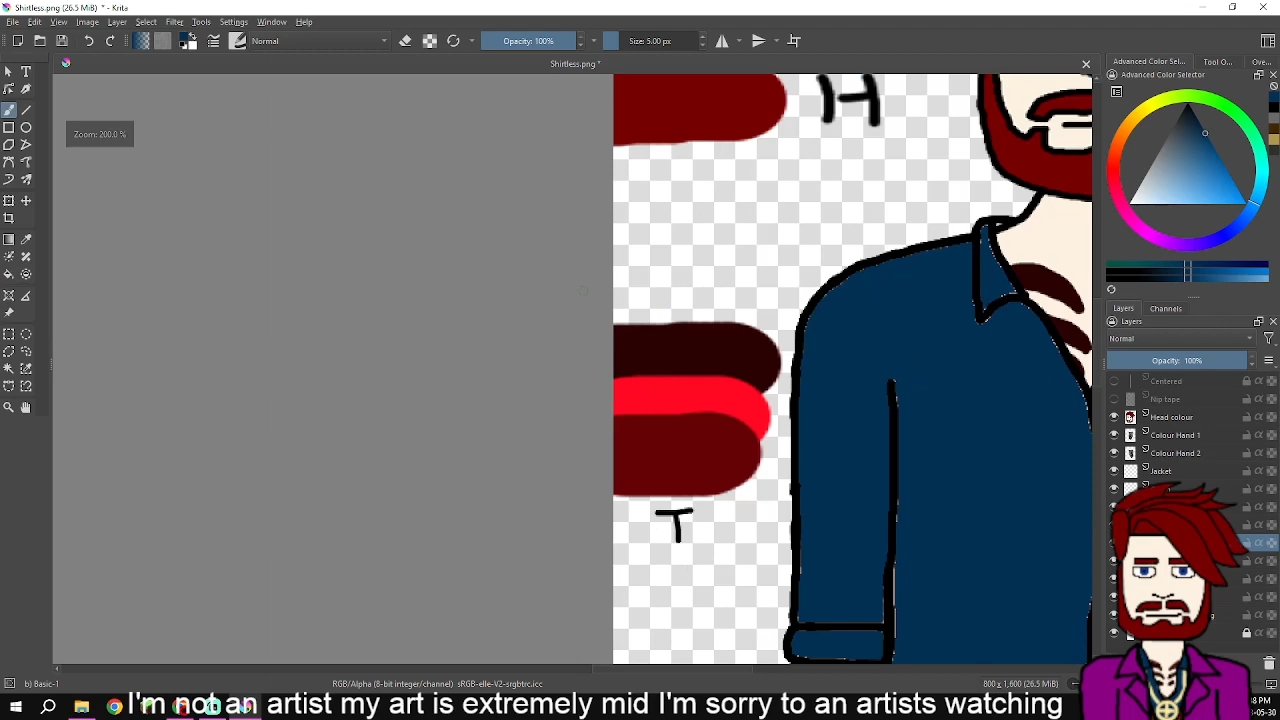 Shirtless.png (26.5 MiB) * - Krita
File Edit View Image Layer Select Filter Tools Settings Window Help
Normal
Opacity: 100%
Size: 5.00 px
Shirtless.png *
Advanced Color Sel... Tool O... Ove...
Advanced Color Selector
Zoom: 200.0 %
H
T
Layers Channels
Layers
Normal
Opacity: 100%
Centered
Nip tape
Head colour
Colour Hand 1
Colour Hand 2
Jacket
b) Basic-1
RGB/Alpha (8-bit integer/channel) sRGB-elle-V2-srgbtrc.icc
800 x 1,600 (26.5 MiB)
I'm not an artist my art is extremely mid I'm sorry to an artists watching